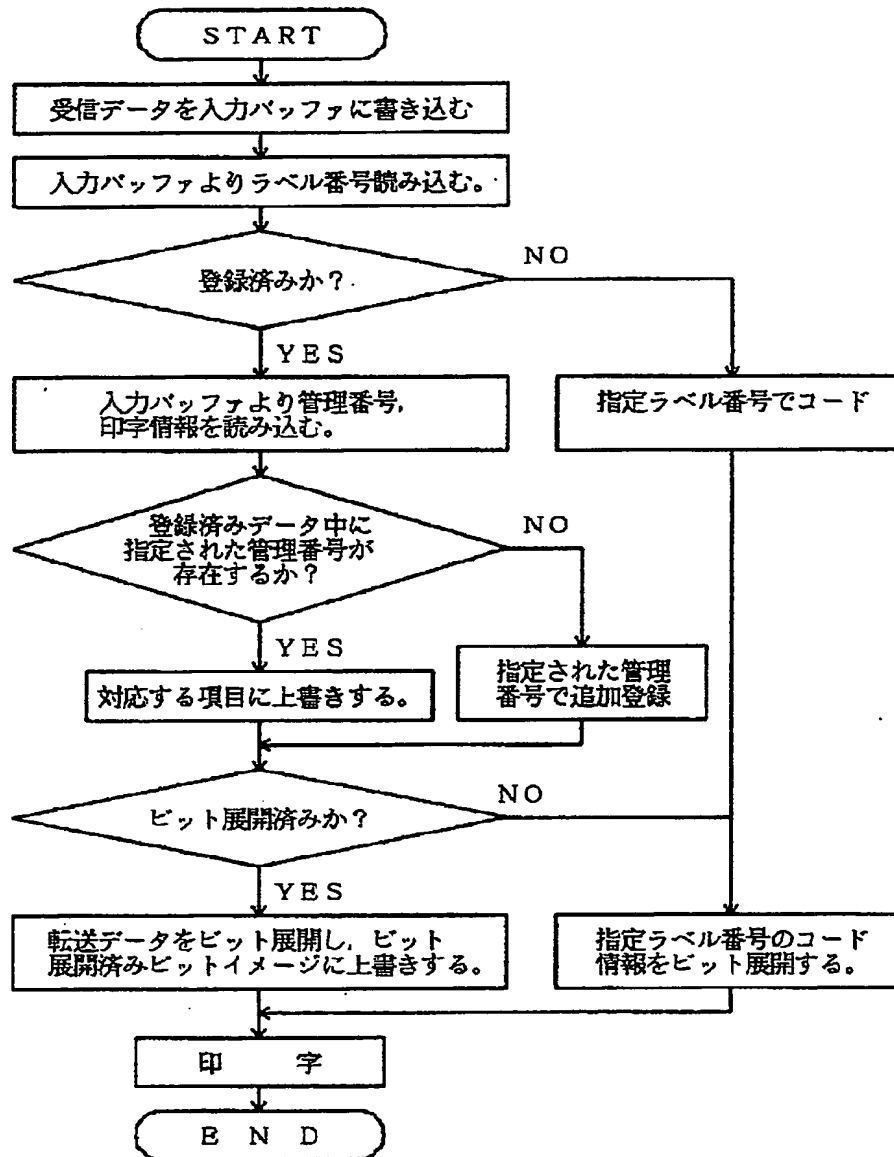 START
受信データを入力バッファに書き込む
入力バッファよりラベル番号読み込む。
登録済みか?
NO
YES
入力バッファより管理番号,
印字情報を読み込む。
指定ラベル番号でコード
登録済みデータ中に
指定された管理番号が
存在するか?
NO
YES
対応する項目に上書きする。
指定された管理
番号で追加登録
ビット展開済みか?
NO
YES
転送データをビット展開し, ビット
展開済みビットイメージに上書きする。
指定ラベル番号のコード
情報をビット展開する。
印 字
END